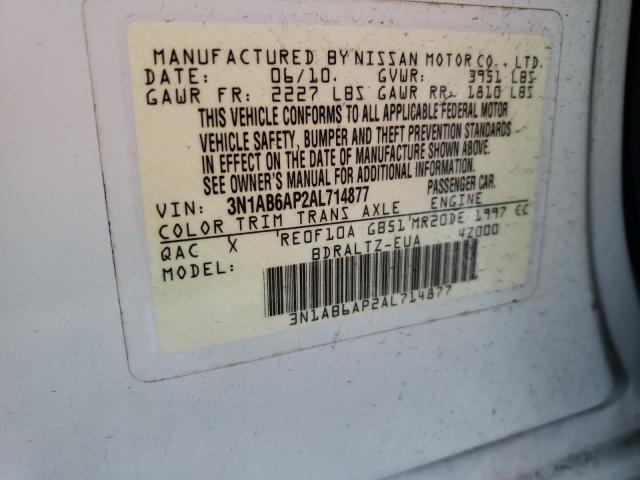 MANUFACTURED BY NISSAN MOTOR CO., LTD.
DATE: 06/10. GVWR: 3951 LBS
GAWR FR: 2227 LBS GAWR RR: 1810 LBS
THIS VEHICLE CONFORMS TO ALL APPLICABLE FEDERAL MOTOR
VEHICLE SAFETY, BUMPER AND THEFT PREVENTION STANDARDS
IN EFFECT ON THE DATE OF MANUFACTURE SHOWN ABOVE.
SEE OWNER'S MANUAL FOR ADDITIONAL INFORMATION.
VIN: 3N1AB6AP2AL714877 PASSENGER CAR.
COLOR TRIM TRANS AXLE ENGINE
QAC X RE0F10A GB51 MR20DE 1997 CC
MODEL: BDRALTZ-EUA 42000
3N1AB6AP2AL714877